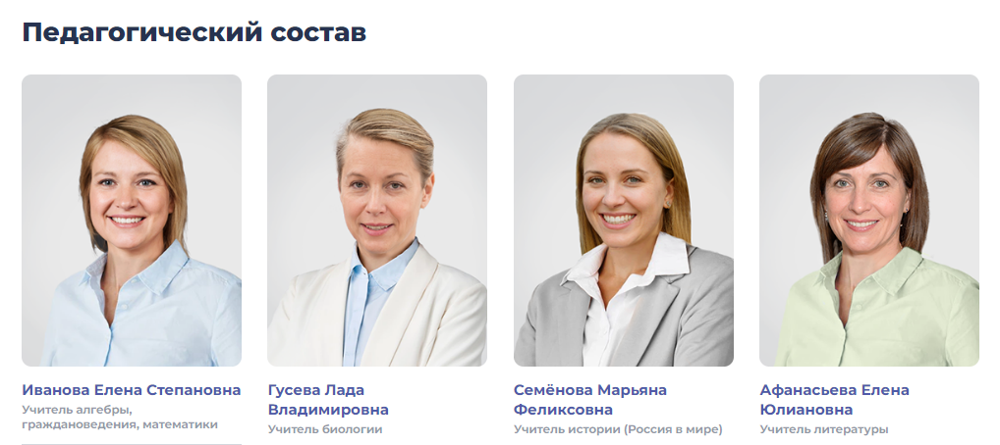 Педагогический состав
Иванова Елена Степановна
Учитель алгебры,
граждановедения, математики
Гусева Лада
Владимировна
Учитель биологии
Семёнова Марьяна
Феликсовна
Учитель истории (Россия в мире)
Афанасьева Елена
Юлиановна
Учитель литературы